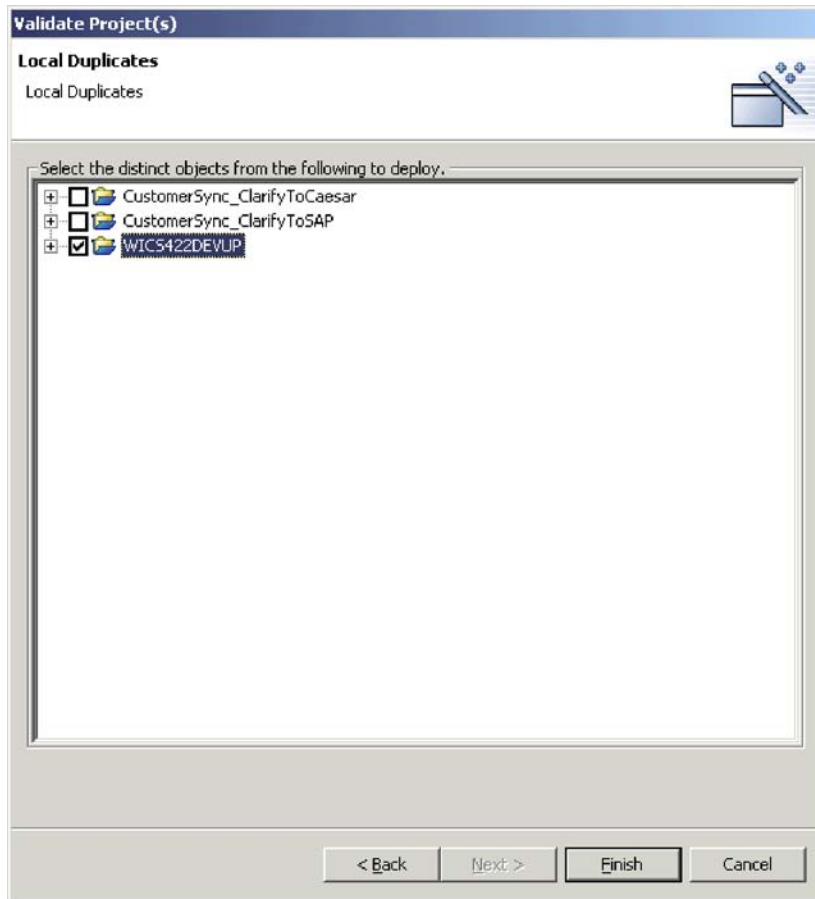 Validate Project(s)
Local Duplicates
Local Duplicates
Select the distinct objects from the following to deploy.
CustomerSync_ClarifyToCaesar
CustomerSync_ClarifyToSAP
WICS422DEVUP
< Back Next > Finish Cancel